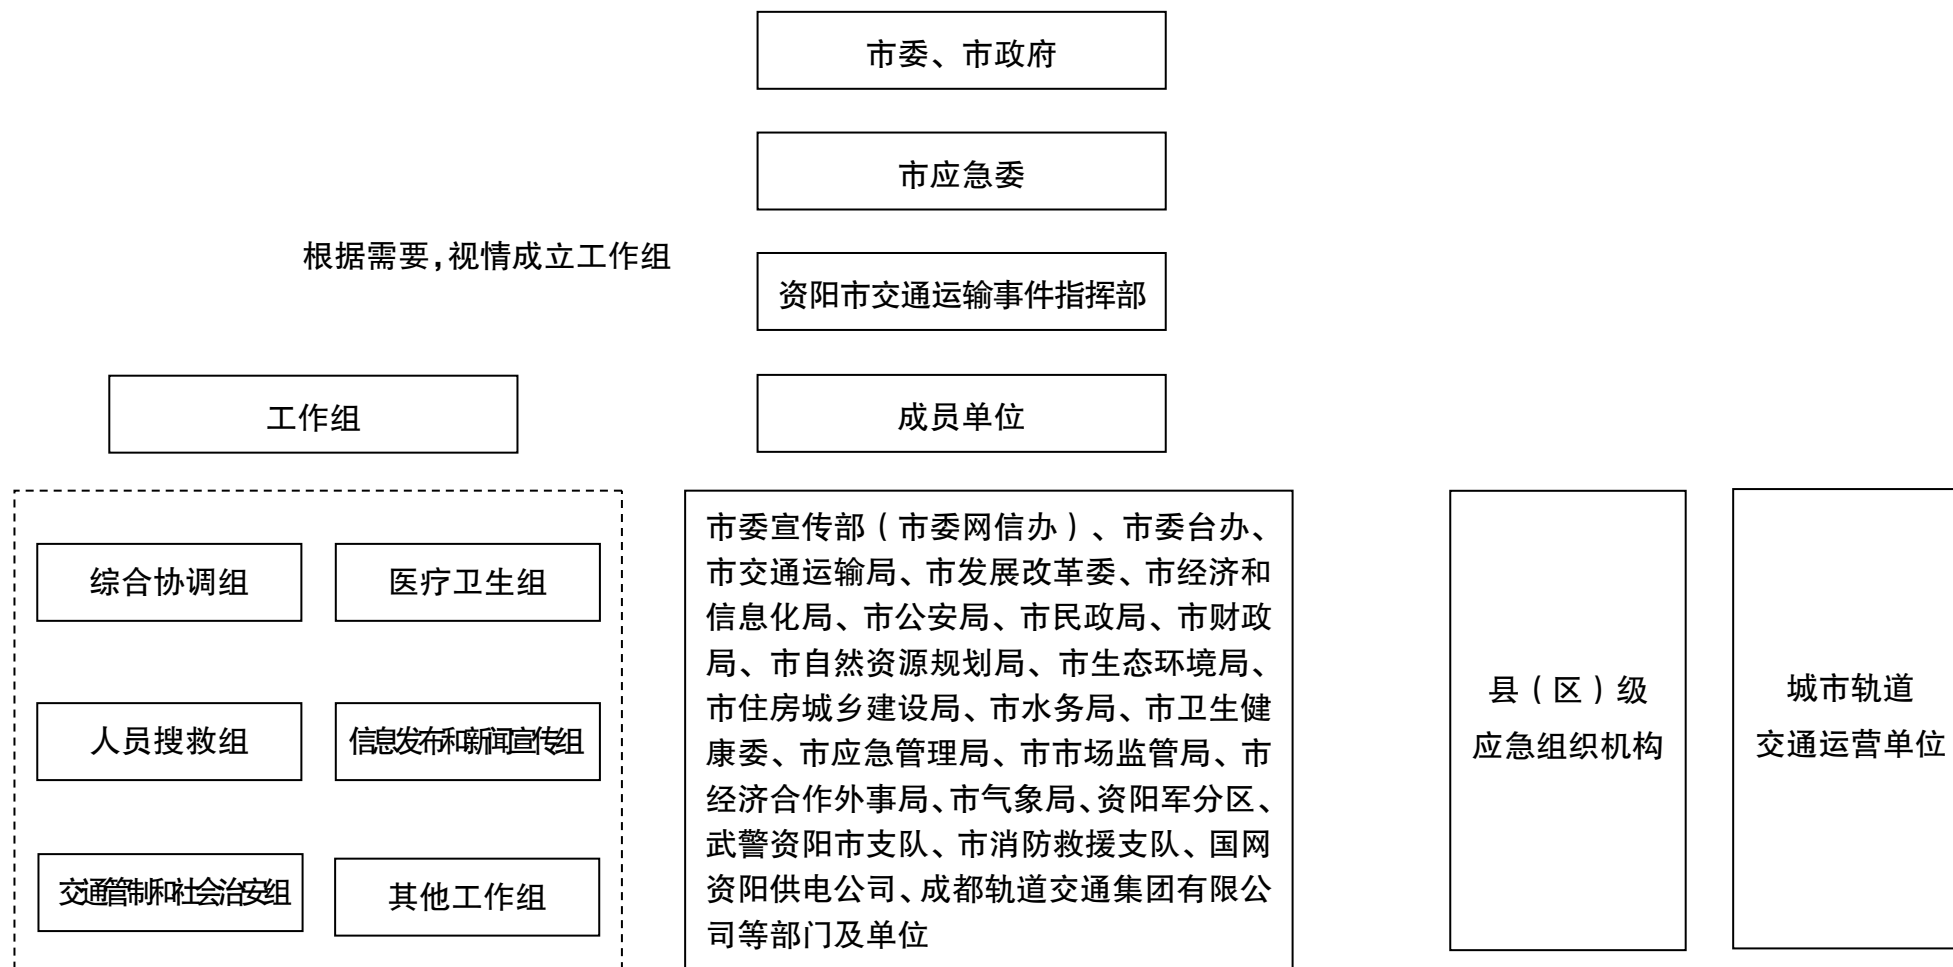 市委、市政府
市应急委
根据需要,视情成立工作组
资阳市交通运输事件指挥部
工作组
成员单位
综合协调组
医疗卫生组
人员搜救组
信息发布和新闻宣传组
交通管制和社会治安组
其他工作组
市委宣传部（市委网信办）、市委台办、
市交通运输局、市发展改革委、市经济和
信息化局、市公安局、市民政局、市财政
局、市自然资源规划局、市生态环境局、
市住房城乡建设局、市水务局、市卫生健
康委、市应急管理局、市市场监管局、市
经济合作外事局、市气象局、资阳军分区、
武警资阳市支队、市消防救援支队、国网
资阳供电公司、成都轨道交通集团有限公
司等部门及单位
县（区）级
应急组织机构
城市轨道
交通运营单位